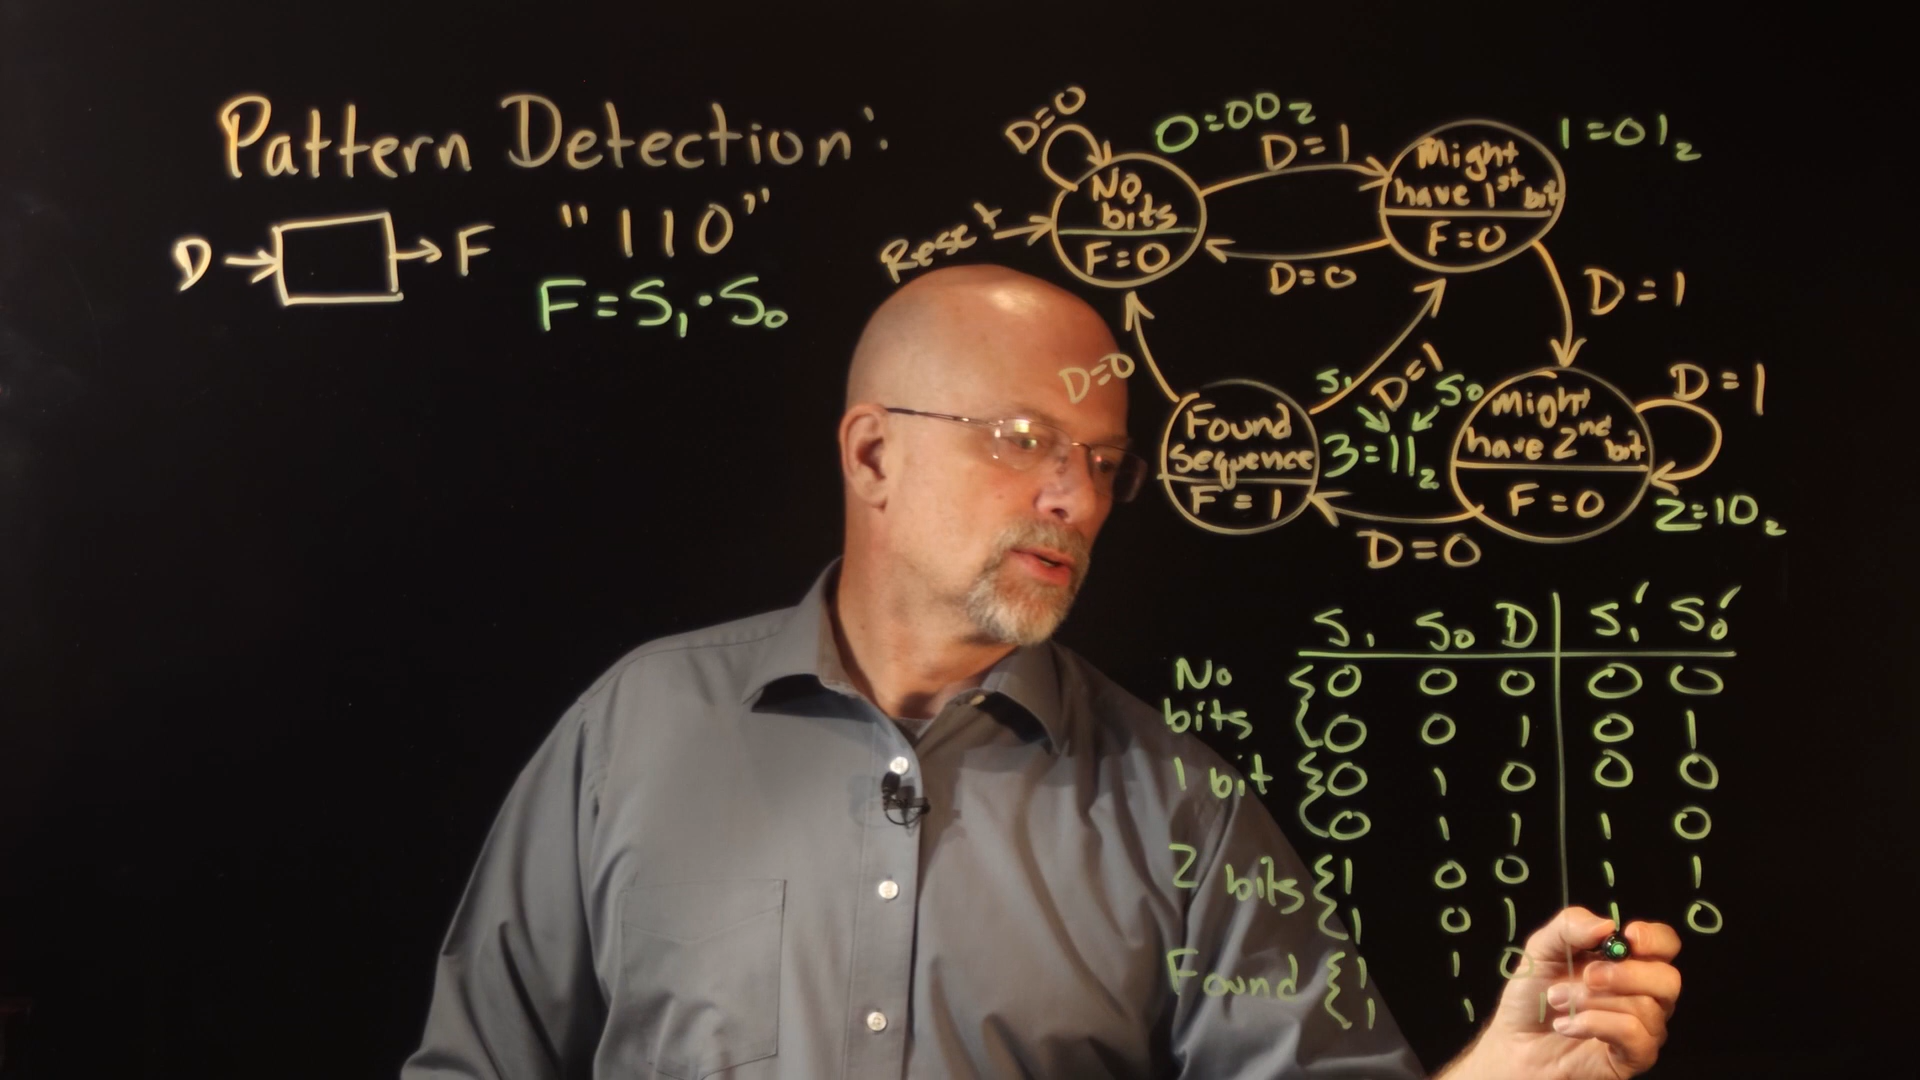 Pattern Detection:
D → → F "110"
F = S₁·S₀
D=0
0=00₂
D=1
1=01₂
No bits
F=0
Might have 1st bit
F=0
Reset
D=0
D=1
D=0
D=1
S₁ S₀
3=11₂
Found sequence
F=1
Might have 2nd bit
F=0
D=1
2=10₂
D=0
S₁ S₀ D S₁' S₀'
No bits
0 0 0 0 0
0 0 1 0 1
1 bit
0 1 0 0 0
0 1 1 1 0
2 bits
1 0 0 1 1
1 0 1 1 0
Found
1 1 0
1 1 1